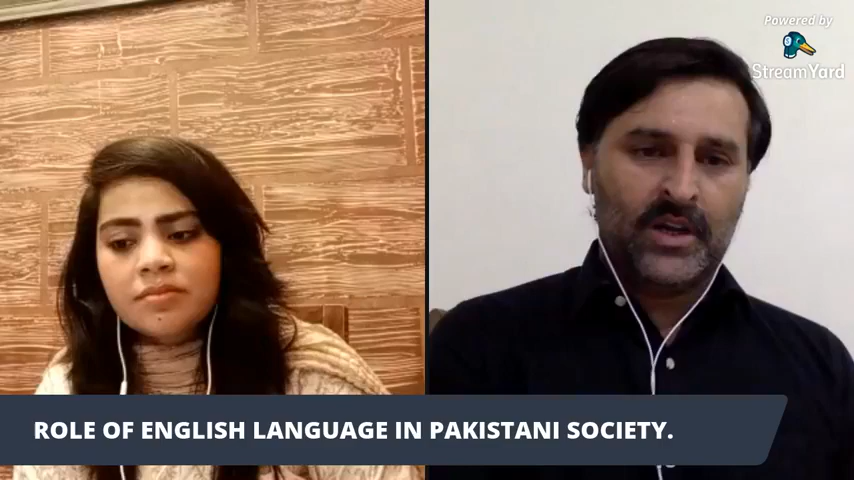 Powered by
StreamYard
ROLE OF ENGLISH LANGUAGE IN PAKISTANI SOCIETY.